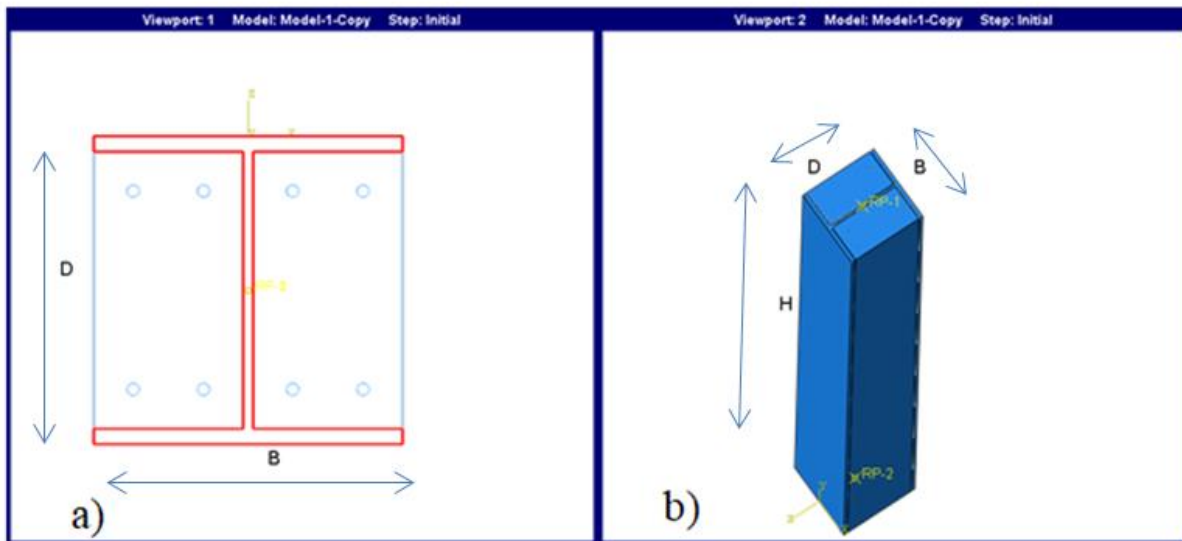 Viewport: 1 Model: Model-1-Copy Step: Initial
D
B
a)
Viewport: 2 Model: Model-1-Copy Step: Initial
D
B
RP-1
H
RP-2
b)